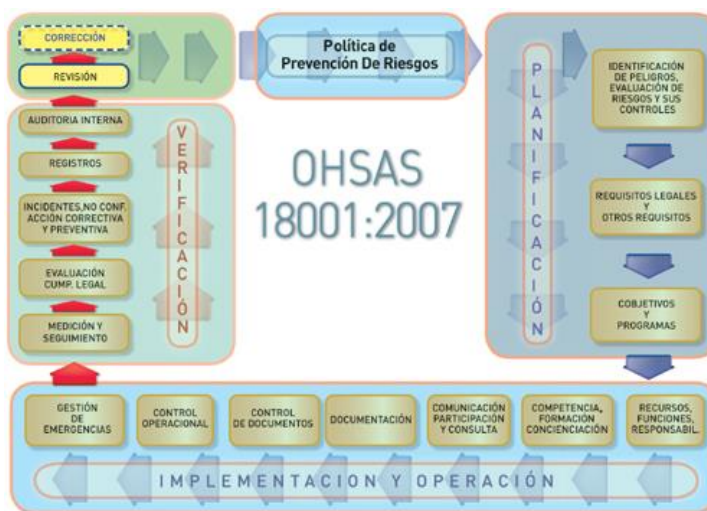 CORRECCIÓN
REVISIÓN
Política de
Prevención De Riesgos
PLANIFICACIÓN
IDENTIFICACIÓN
DE PELIGROS,
EVALUACIÓN DE
RIESGOS Y SUS
CONTROLES
REQUISITOS LEGALES
Y
OTROS REQUISITOS
COBJETIVOS
Y
PROGRAMAS
OHSAS
18001:2007
AUDITORIA INTERNA
REGISTROS
INCIDENTES,NO CONF.
ACCIÓN CORRECTIVA
Y PREVENTIVA
EVALUACIÓN
CUMP. LEGAL
MEDICIÓN Y
SEGUIMIENTO
VERIFICACIÓN
GESTIÓN
DE
EMERGENCIAS
CONTROL
OPERACIONAL
CONTROL
DE DOCUMENTOS
DOCUMENTACIÓN
COMUNICACIÓN
PARTICIPACIÓN
Y CONSULTA
COMPETENCIA,
FORMACIÓN
CONCIENCIACIÓN
RECURSOS,
FUNCIONES,
RESPONSABIL.
IMPLEMENTACION Y OPERACIÓN